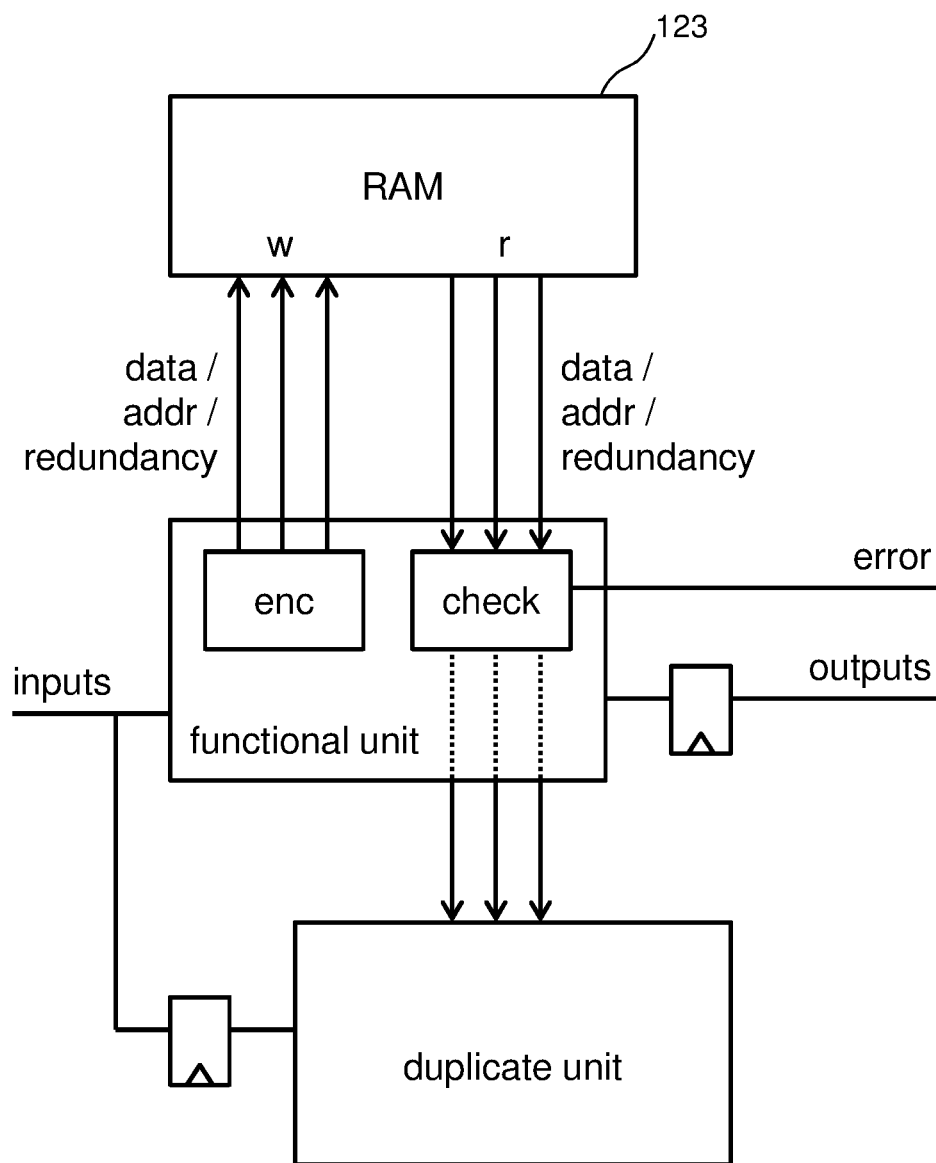 123
RAM
w r
data /
addr /
redundancy
data /
addr /
redundancy
enc
check
error
inputs
outputs
functional unit
duplicate unit